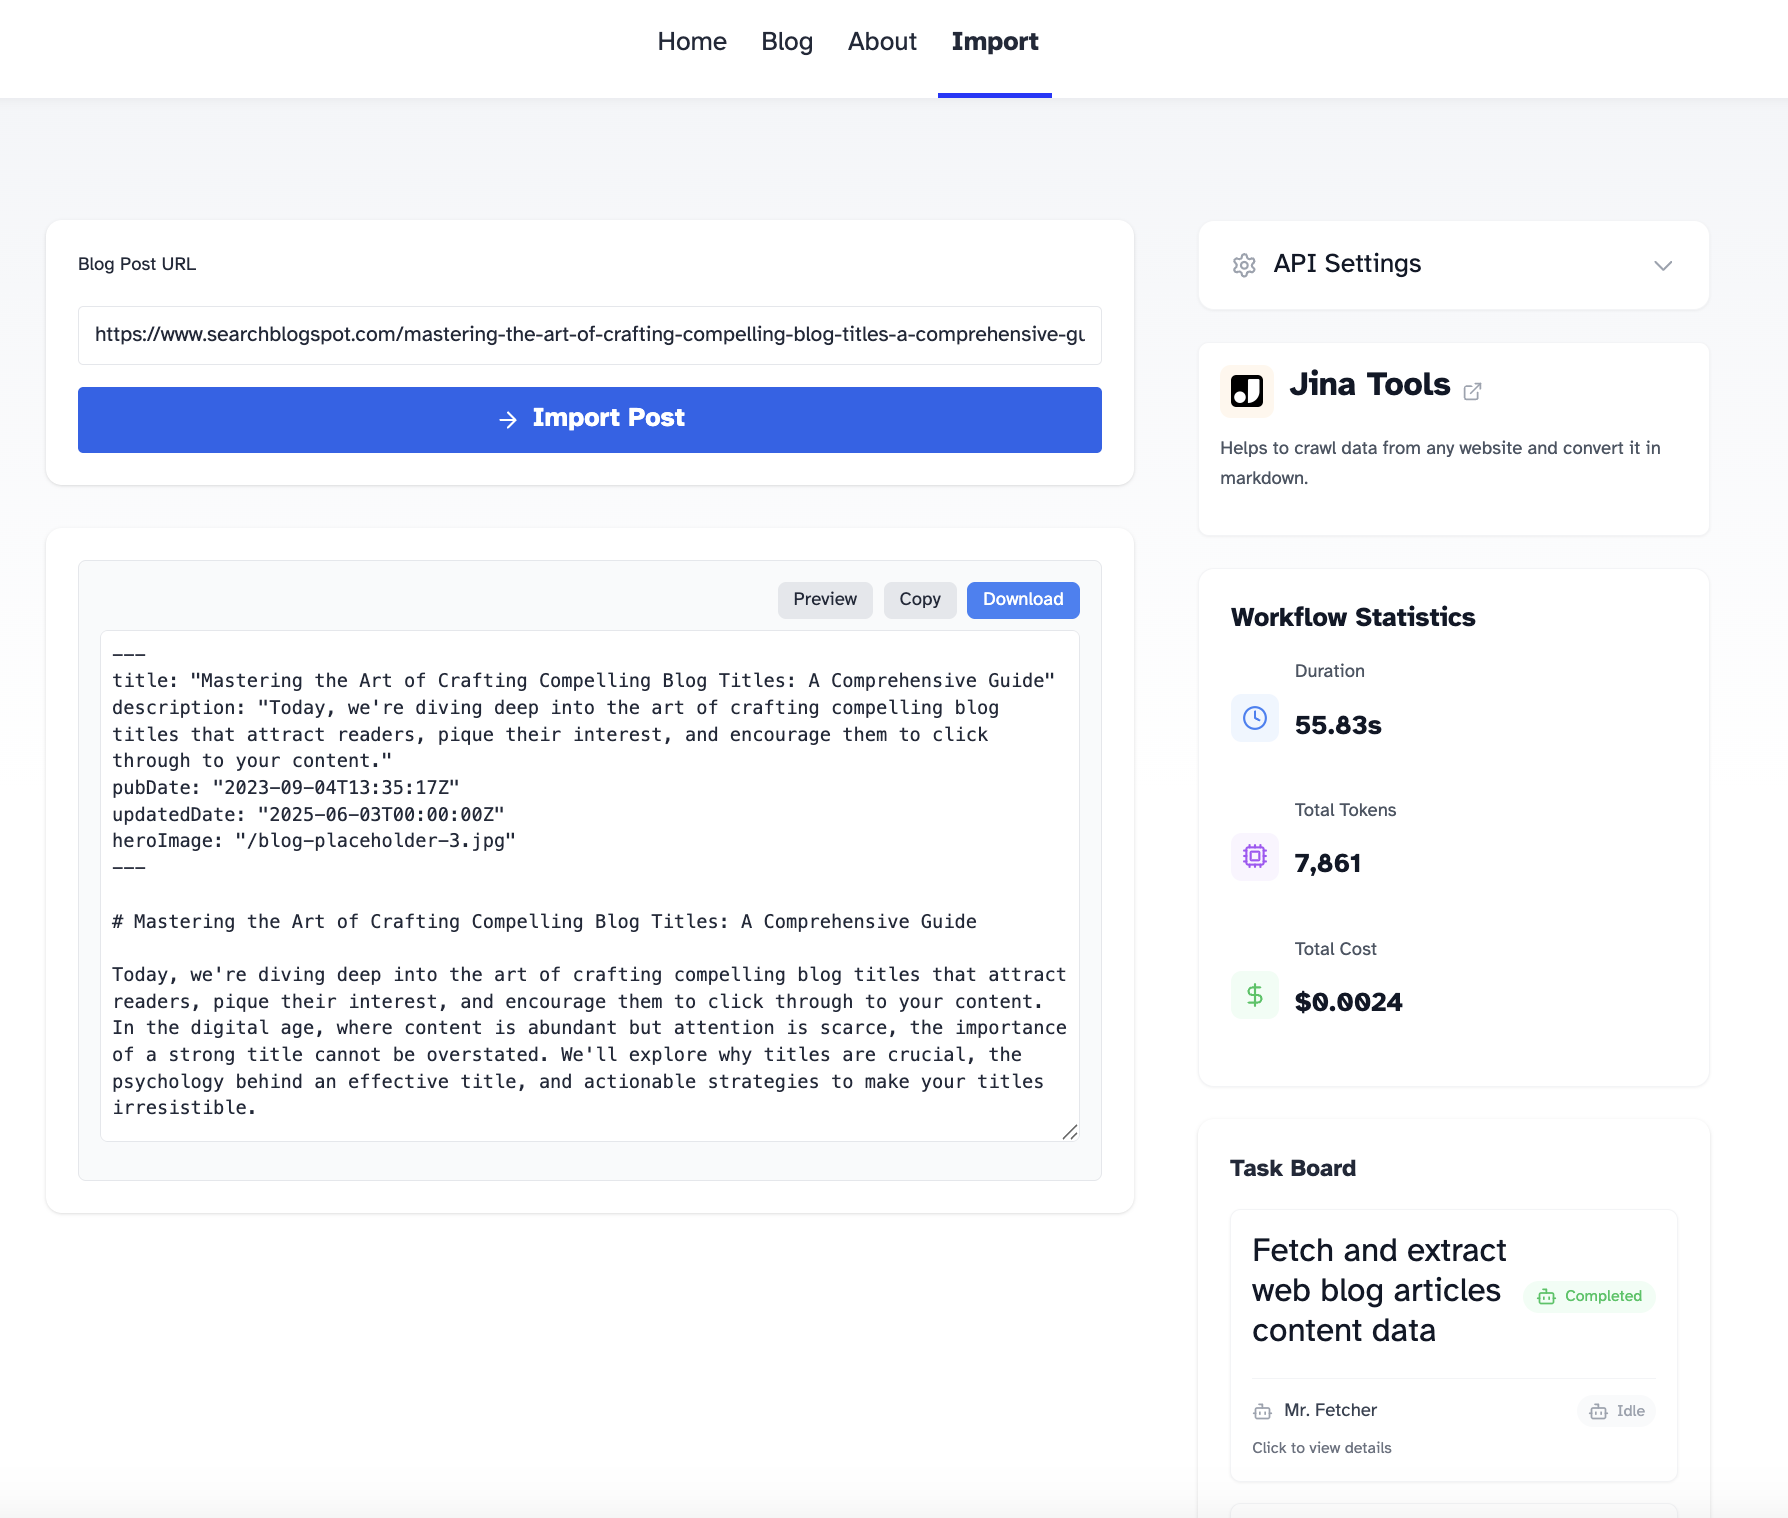 Home Blog About Import
Blog Post URL
https://www.searchblogspot.com/mastering-the-art-of-crafting-compelling-blog-titles-a-comprehensive-gu
→ Import Post
Preview Copy Download
---
title: "Mastering the Art of Crafting Compelling Blog Titles: A Comprehensive Guide"
description: "Today, we're diving deep into the art of crafting compelling blog
titles that attract readers, pique their interest, and encourage them to click
through to your content."
pubDate: "2023-09-04T13:35:17Z"
updatedDate: "2025-06-03T00:00:00Z"
heroImage: "/blog-placeholder-3.jpg"
---
# Mastering the Art of Crafting Compelling Blog Titles: A Comprehensive Guide
Today, we're diving deep into the art of crafting compelling blog titles that attract
readers, pique their interest, and encourage them to click through to your content.
In the digital age, where content is abundant but attention is scarce, the importance
of a strong title cannot be overstated. We'll explore why titles are crucial, the
psychology behind an effective title, and actionable strategies to make your titles
irresistible.
API Settings
Jina Tools
Helps to crawl data from any website and convert it in
markdown.
Workflow Statistics
Duration
55.83s
Total Tokens
7,861
Total Cost
$0.0024
Task Board
Fetch and extract
web blog articles
content data
Completed
Mr. Fetcher
Idle
Click to view details